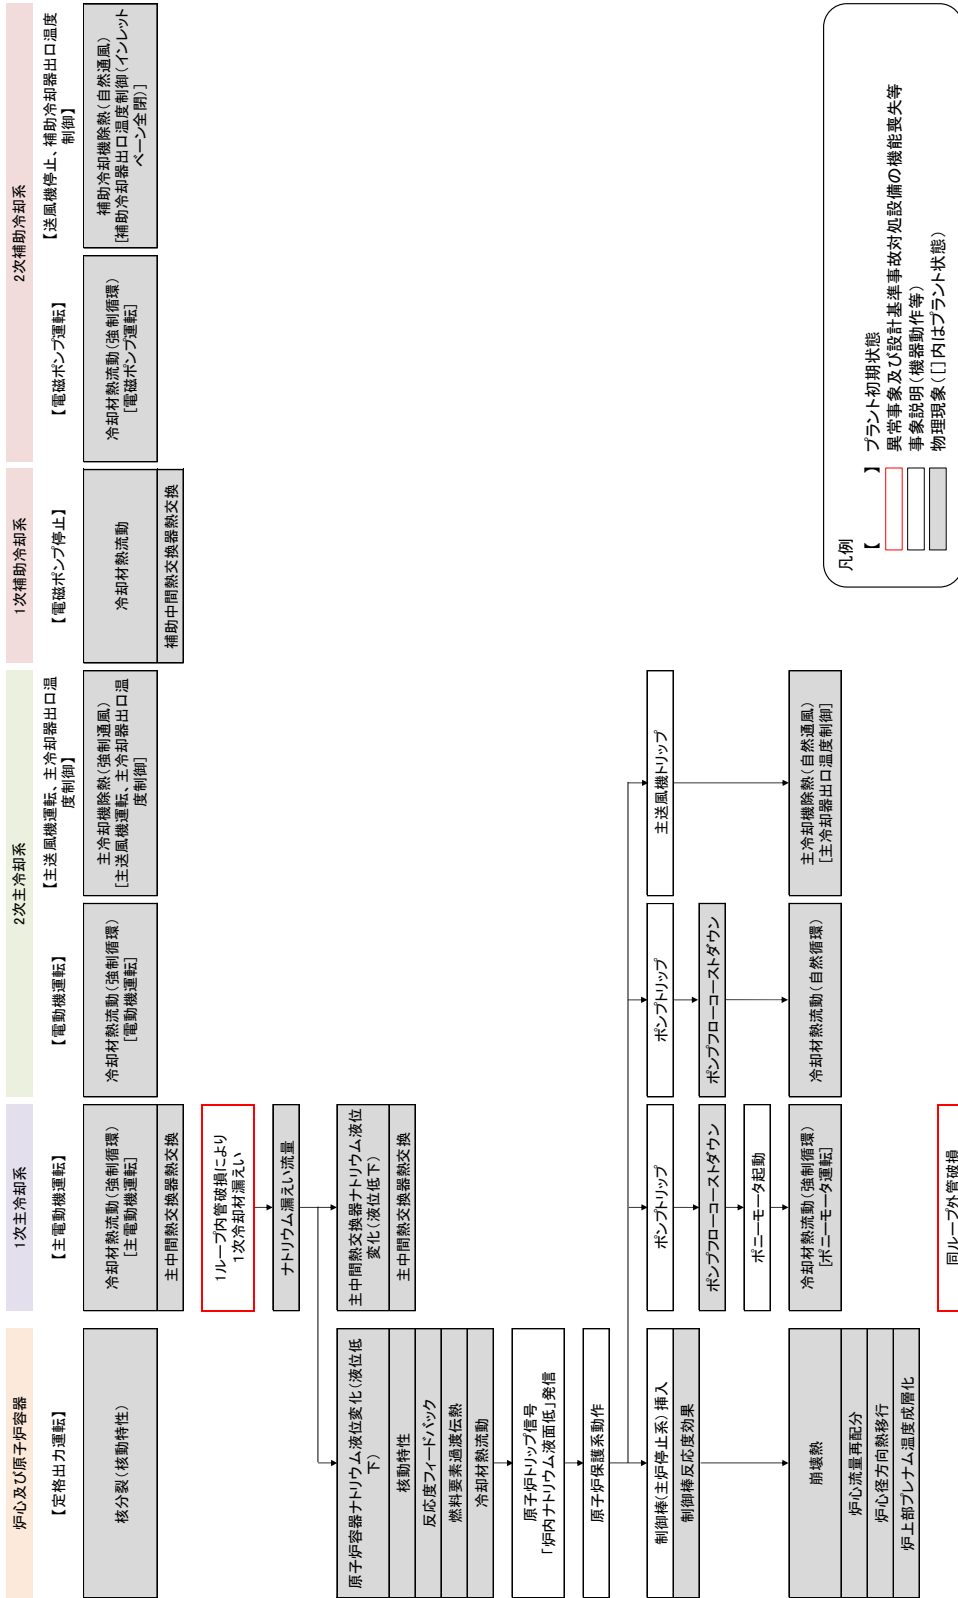 炉心及び原子炉容器
1次主冷却系
2次主冷却系
1次補助冷却系
2次補助冷却系
【定格出力運転】
【主電動機運転】
【電動機運転】
【主送風機運転、主冷却器出口温
度制御】
【電磁ポンプ停止】
【電磁ポンプ運転】
【送風機停止、補助冷却器出口温度
制御】
核分裂(核動特性)
冷却材熱流動(強制循環)
[主電動機運転]
主中間熱交換器熱交換
冷却材熱流動(強制循環)
[電動機運転]
主冷却機除熱(強制通風)
[主送風機運転、主冷却器出口温
度制御]
冷却材熱流動
補助中間熱交換器熱交換
冷却材熱流動(強制循環)
[電磁ポンプ運転]
補助冷却機除熱(自然通風)
[補助冷却器出口温度制御(インレット
ベーン全閉)]
1ループ内管破損により
1次冷却材漏えい
ナトリウム漏えい流量
原子炉容器ナトリウム液位変化(液位低
下)
核動特性
反応度フィードバック
燃料要素過渡伝熱
冷却材熱流動
主中間熱交換器ナトリウム液位
変化(液位低下)
主中間熱交換器熱交換
原子炉トリップ信号
「炉内ナトリウム液面低」発信
原子炉保護系動作
制御棒(主炉停止系)挿入
制御棒反応度効果
ポンプトリップ
ポンプフローコーストダウン
ポニーモータ起動
ポンプトリップ
ポンプフローコーストダウン
主送風機トリップ
崩壊熱
炉心流量再配分
炉心径方向熱移行
炉上部プレナム温度成層化
冷却材熱流動(強制循環)
[ポニーモータ運転]
冷却材熱流動(自然循環)
主冷却機除熱(自然通風)
[主冷却器出口温度制御]
同ループ外管破損
凡例
【 】 プラント初期状態
異常事象及び設計基準事故対処設備の機能喪失等
事象説明(機器動作等)
物理現象([]内はプラント状態)